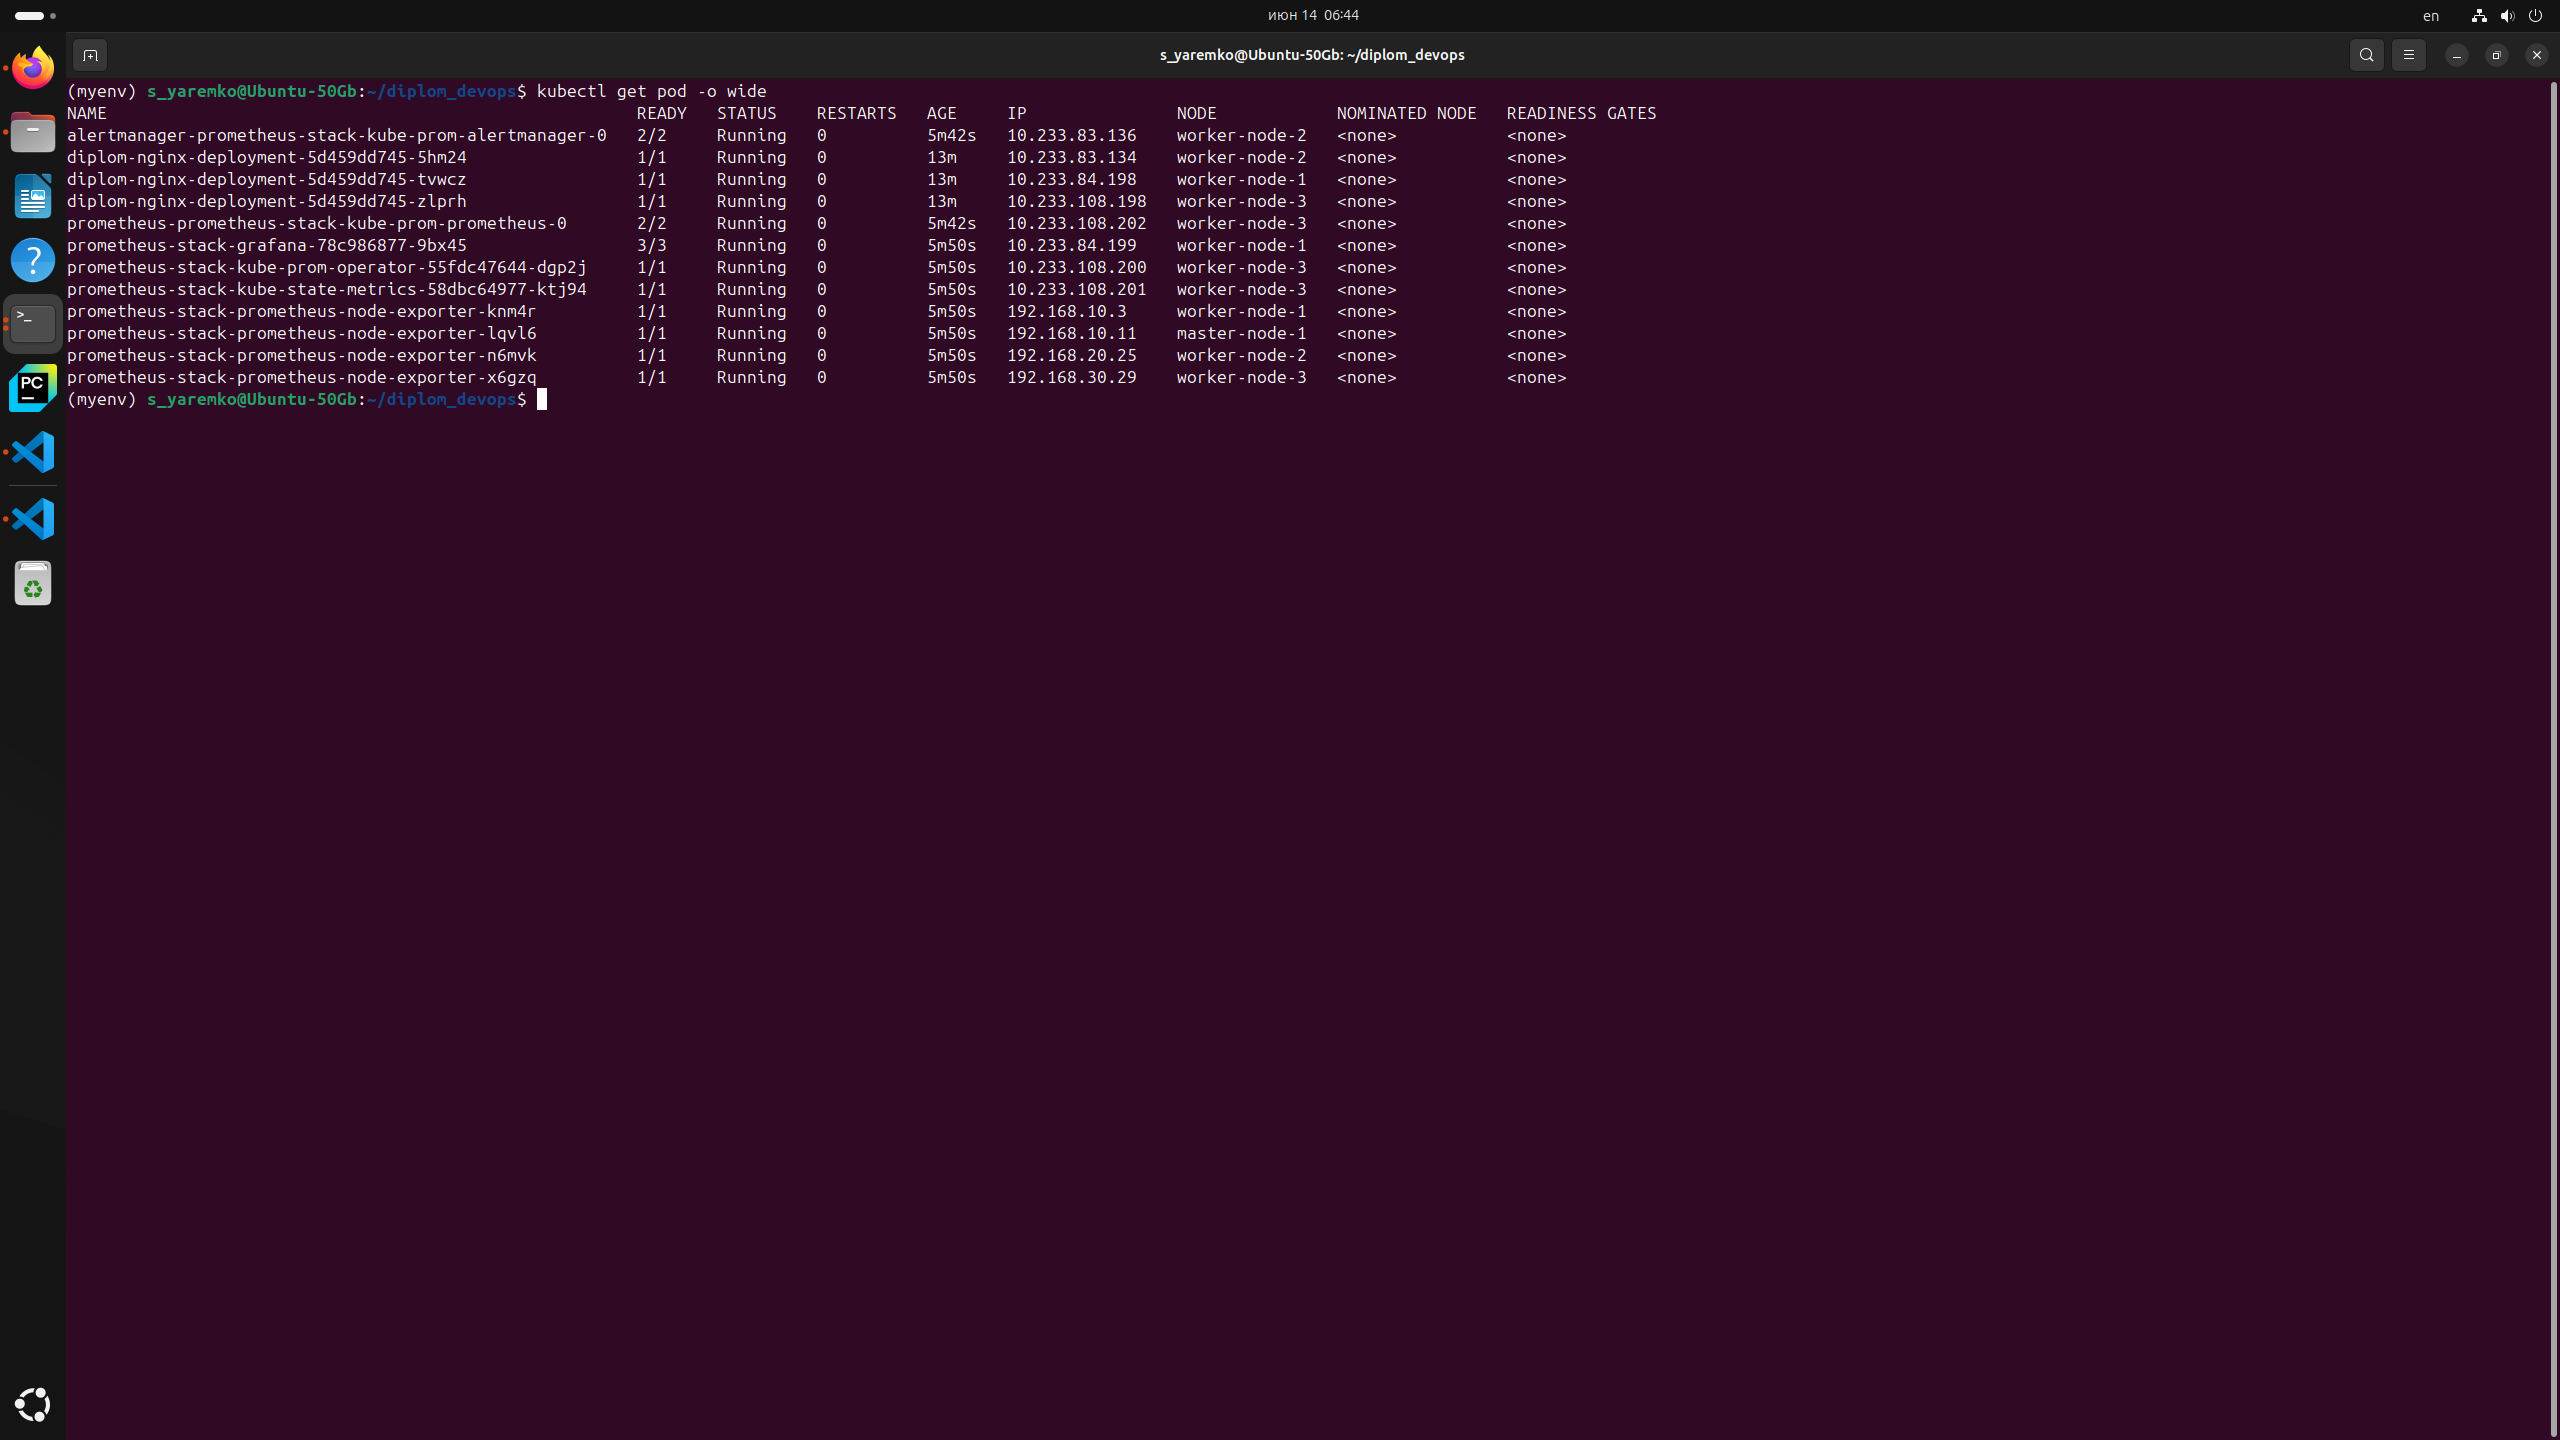 июн 14 06:44
en
s_yaremko@Ubuntu-50Gb: ~/diplom_devops
(myenv) s_yaremko@Ubuntu-50Gb:~/diplom_devops$ kubectl get pod -o wide
NAME READY STATUS RESTARTS AGE IP NODE NOMINATED NODE READINESS GATES
alertmanager-prometheus-stack-kube-prom-alertmanager-0 2/2 Running 0 5m42s 10.233.83.136 worker-node-2 <none> <none>
diplom-nginx-deployment-5d459dd745-5hm24 1/1 Running 0 13m 10.233.83.134 worker-node-2 <none> <none>
diplom-nginx-deployment-5d459dd745-tvwcz 1/1 Running 0 13m 10.233.84.198 worker-node-1 <none> <none>
diplom-nginx-deployment-5d459dd745-zlprh 1/1 Running 0 13m 10.233.108.198 worker-node-3 <none> <none>
prometheus-prometheus-stack-kube-prom-prometheus-0 2/2 Running 0 5m42s 10.233.108.202 worker-node-3 <none> <none>
prometheus-stack-grafana-78c986877-9bx45 3/3 Running 0 5m50s 10.233.84.199 worker-node-1 <none> <none>
prometheus-stack-kube-prom-operator-55fdc47644-dgp2j 1/1 Running 0 5m50s 10.233.108.200 worker-node-3 <none> <none>
prometheus-stack-kube-state-metrics-58dbc64977-ktj94 1/1 Running 0 5m50s 10.233.108.201 worker-node-3 <none> <none>
prometheus-stack-prometheus-node-exporter-knm4r 1/1 Running 0 5m50s 192.168.10.3 worker-node-1 <none> <none>
prometheus-stack-prometheus-node-exporter-lqvl6 1/1 Running 0 5m50s 192.168.10.11 master-node-1 <none> <none>
prometheus-stack-prometheus-node-exporter-n6mvk 1/1 Running 0 5m50s 192.168.20.25 worker-node-2 <none> <none>
prometheus-stack-prometheus-node-exporter-x6gzq 1/1 Running 0 5m50s 192.168.30.29 worker-node-3 <none> <none>
(myenv) s_yaremko@Ubuntu-50Gb:~/diplom_devops$
PC